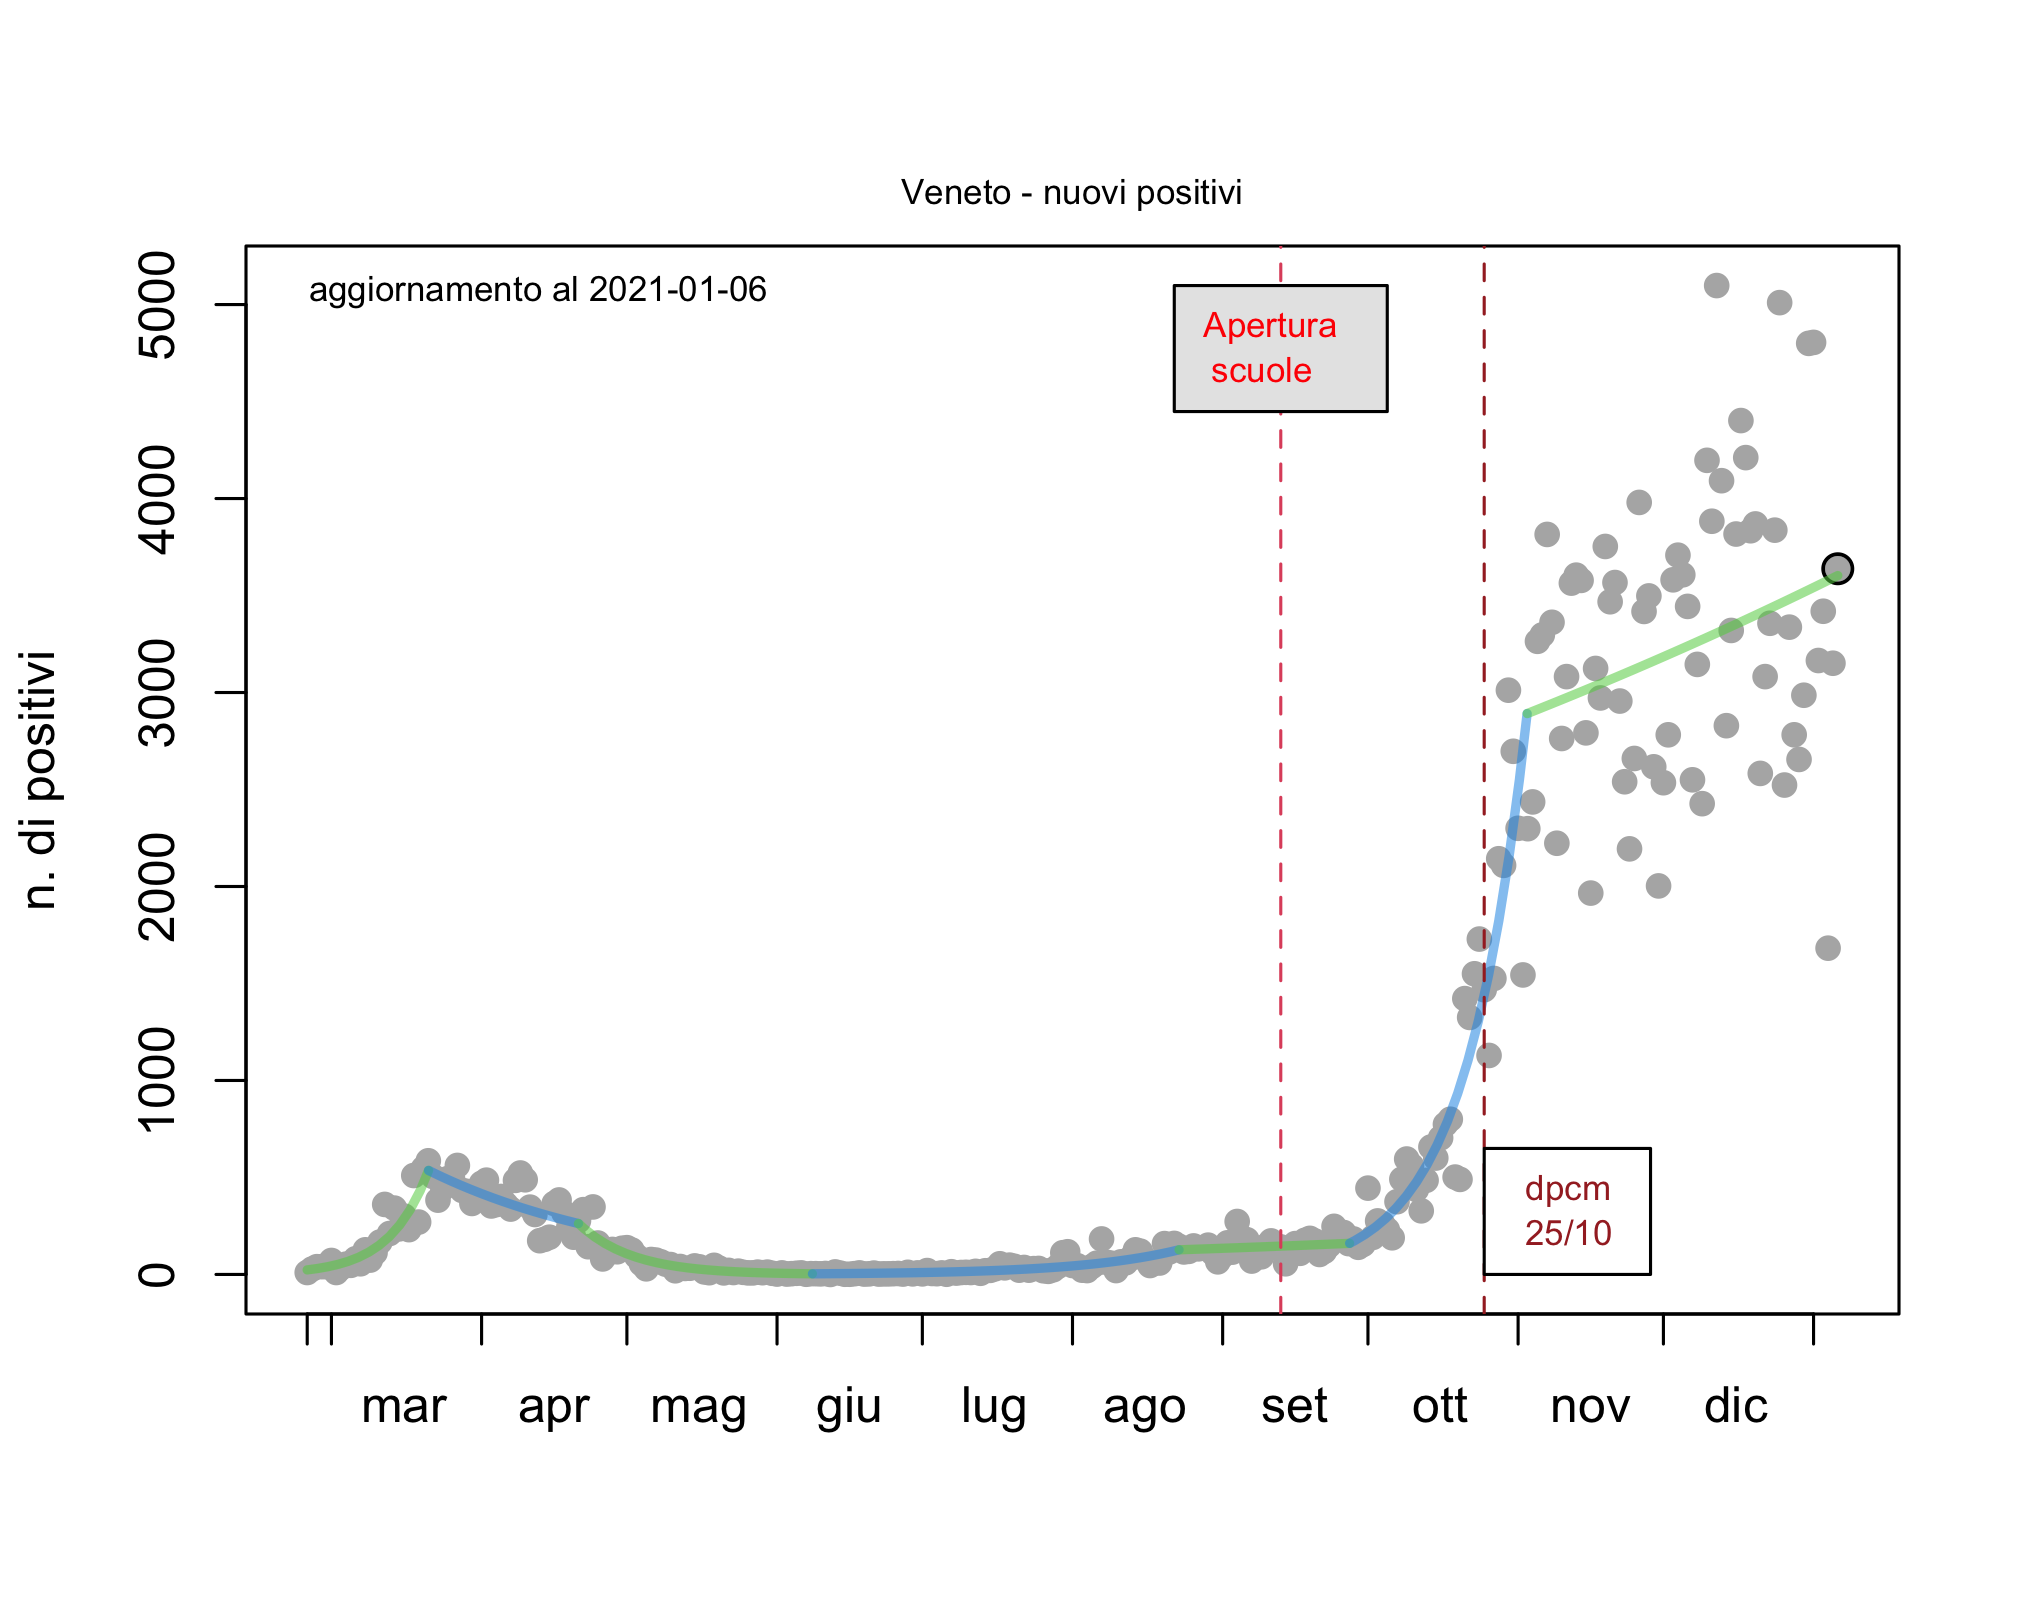 Veneto - nuovi positivi
aggiornamento al 2021-01-06
Apertura
scuole
n. di positivi
5000
4000
3000
2000
1000
0
dpcm
25/10
mar apr mag giu lug ago set ott nov dic